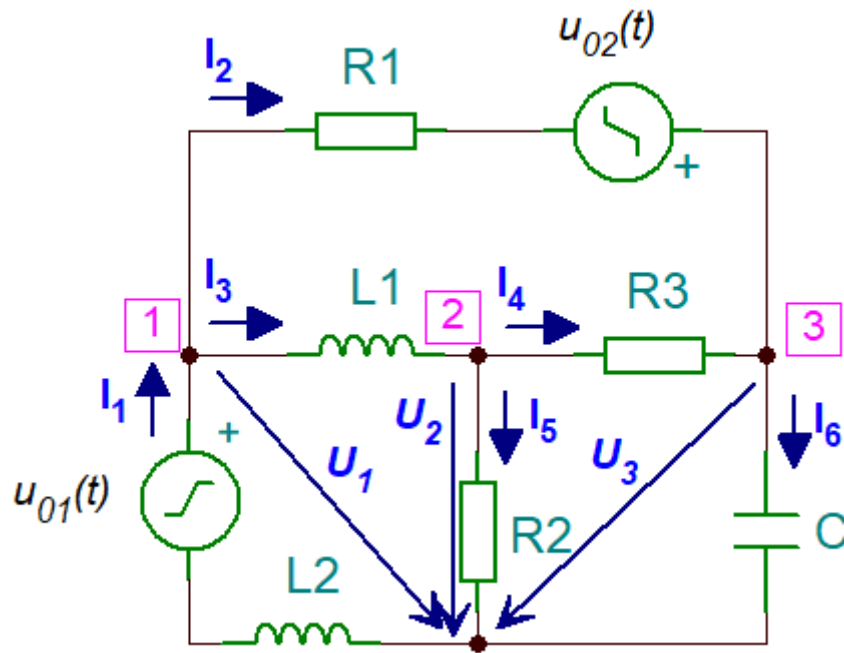 u₀₂(t)
I₂ R1
+
I₃ L1 I₄ R3
1 2 3
I₁ + U₁ U₂ I₅ U₃ I₆
u₀₁(t)
L2 R2 C